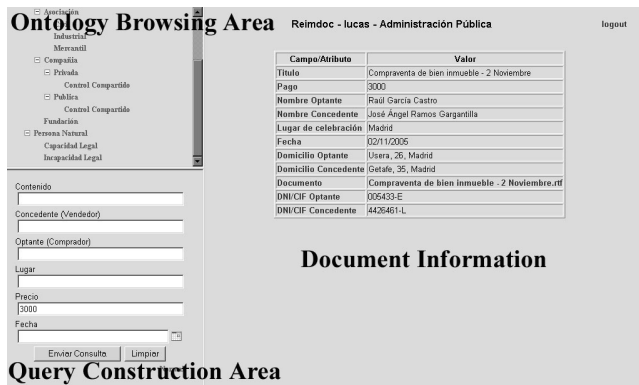 Asociación
Ontology Browsing Area
Industrial
Mercantil
Compañia
Privada
Control Compartido
Publica
Control Compartido
Fundación
Persona Natural
Capacidad Legal
Incapacidad Legal
Contenido
Concedente (Vendedor)
Optante (Comprador)
Lugar
Precio
3000
Fecha
Enviar Consulta Limpiar
Query Construction Area
Reimdoc - lucas - Administración Pública
logout
Campo/Atributo Valor
Titulo Compraventa de bien inmueble - 2 Noviembre
Pago 3000
Nombre Optante Raúl García Castro
Nombre Concedente José Ángel Ramos Gargantilla
Lugar de celebración Madrid
Fecha 02/11/2005
Domicilio Optante Usera, 26, Madrid
Domicilio Concedente Getafe, 35, Madrid
Documento Compraventa de bien inmueble - 2 Noviembre.rtf
DNI/CIF Optante 005433-E
DNI/CIF Concedente 4426461-L
Document Information